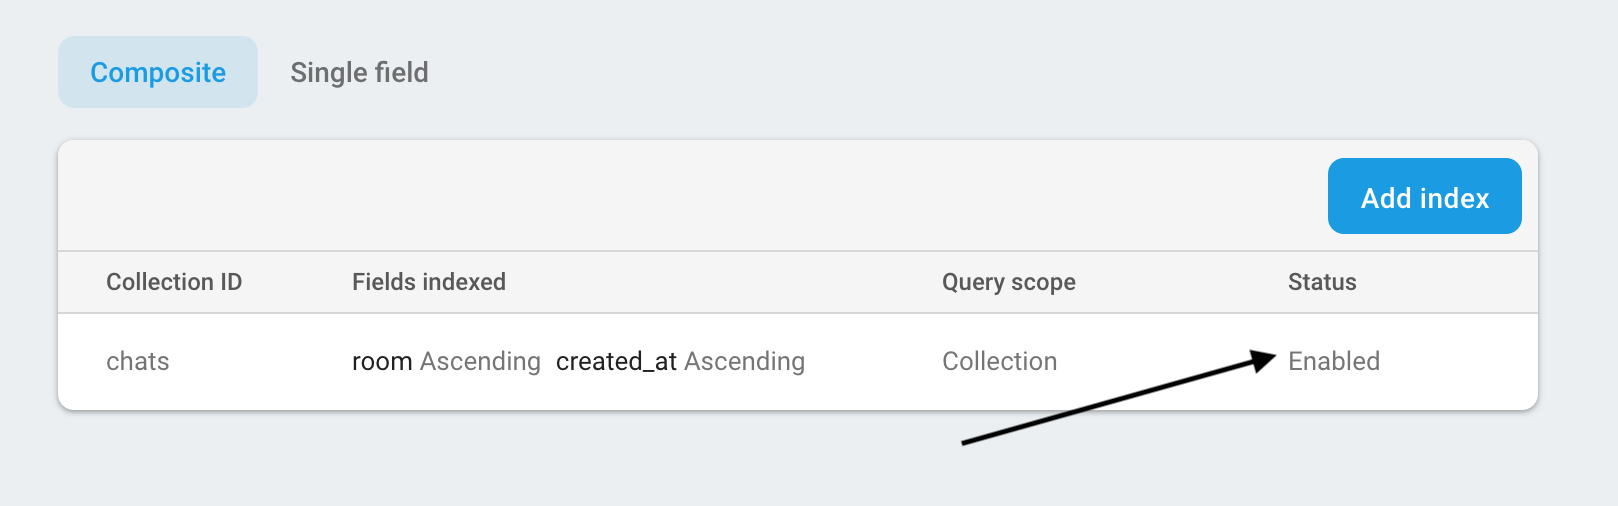 Composite Single field
Add index
Collection ID Fields indexed Query scope Status
chats room Ascending created_at Ascending Collection Enabled